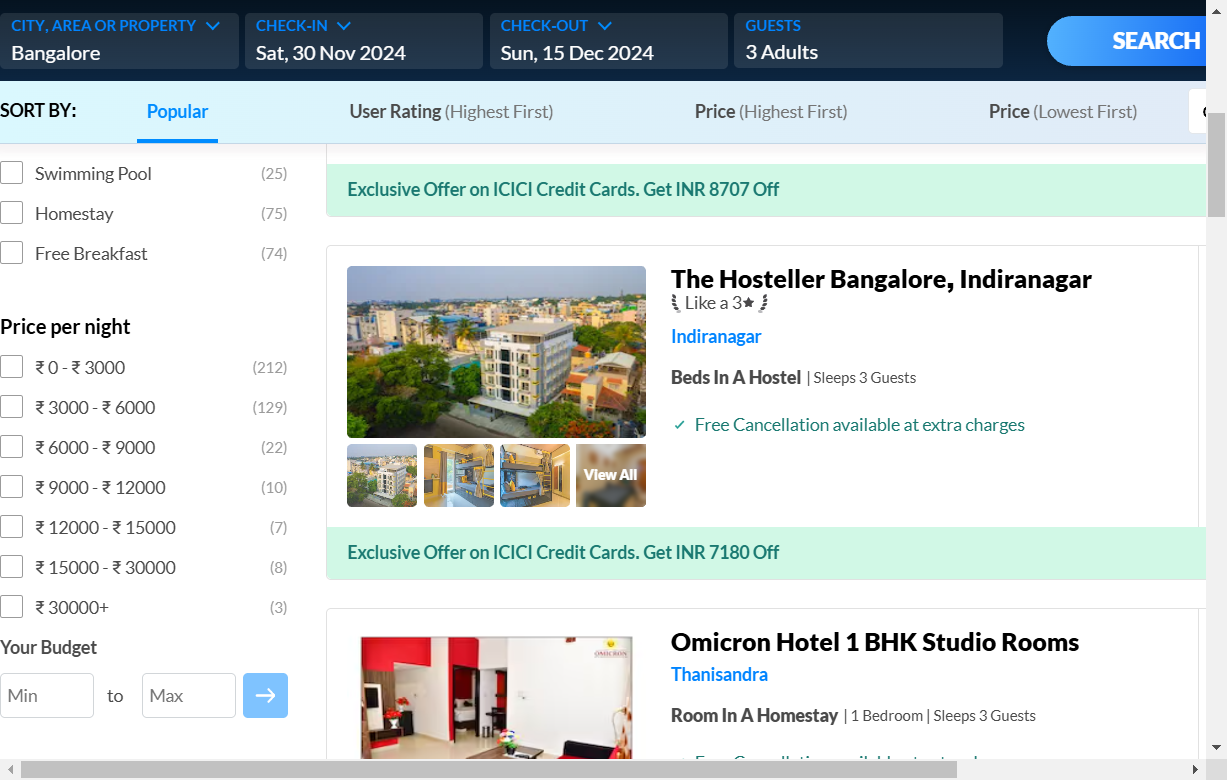 CITY, AREA OR PROPERTY
Bangalore
CHECK-IN
Sat, 30 Nov 2024
CHECK-OUT
Sun, 15 Dec 2024
GUESTS
3 Adults
SEARCH
SORT BY:
Popular
User Rating (Highest First)
Price (Highest First)
Price (Lowest First)
Swimming Pool (25)
Homestay (75)
Free Breakfast (74)
Price per night
₹ 0 - ₹ 3000 (212)
₹ 3000 - ₹ 6000 (129)
₹ 6000 - ₹ 9000 (22)
₹ 9000 - ₹ 12000 (10)
₹ 12000 - ₹ 15000 (7)
₹ 15000 - ₹ 30000 (8)
₹ 30000+ (3)
Your Budget
Min to Max
Exclusive Offer on ICICI Credit Cards. Get INR 8707 Off
The Hosteller Bangalore, Indiranagar
Like a 3★
Indiranagar
Beds In A Hostel | Sleeps 3 Guests
✓ Free Cancellation available at extra charges
View All
Exclusive Offer on ICICI Credit Cards. Get INR 7180 Off
OMICRON
Omicron Hotel 1 BHK Studio Rooms
Thanisandra
Room In A Homestay | 1 Bedroom | Sleeps 3 Guests